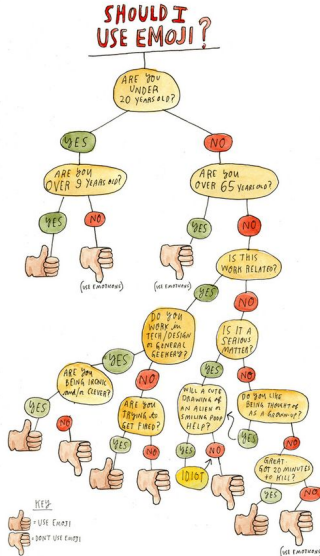 SHOULD I
USE EMOJI?
ARE YOU
UNDER
20 YEARS OLD?
YES
NO
ARE YOU
OVER 9 YEARS OLD?
ARE YOU
OVER 65 YEARS OLD?
YES
NO
YES
NO
(USE EMOTIONS)
(USE EMOTIONS)
IS THIS
WORK RELATED?
YES
NO
DO YOU
WORK in
TECH/DESIGN
or GENERAL
GEEKERY?
IS IT A
SERIOUS
MATTER?
YES
NO
YES
NO
ARE YOU
BEING IRONIC
and/or CLEVER?
ARE YOU
TRYING to
GET FIRED?
WILL A CUTE
DRAWING OF
AN ALIEN or
SMILING POOP
HELP?
DO YOU LIKE
BEING THOUGHT of
AS A GROWN-UP?
YES
NO
YES
NO
YES
NO
YES
NO
IDIOT
GREAT.
GOT 20 MINUTES
to KILL?
YES
NO
(USE EMOTIONS)
KEY
= USE EMOJI
= DON'T USE EMOJI